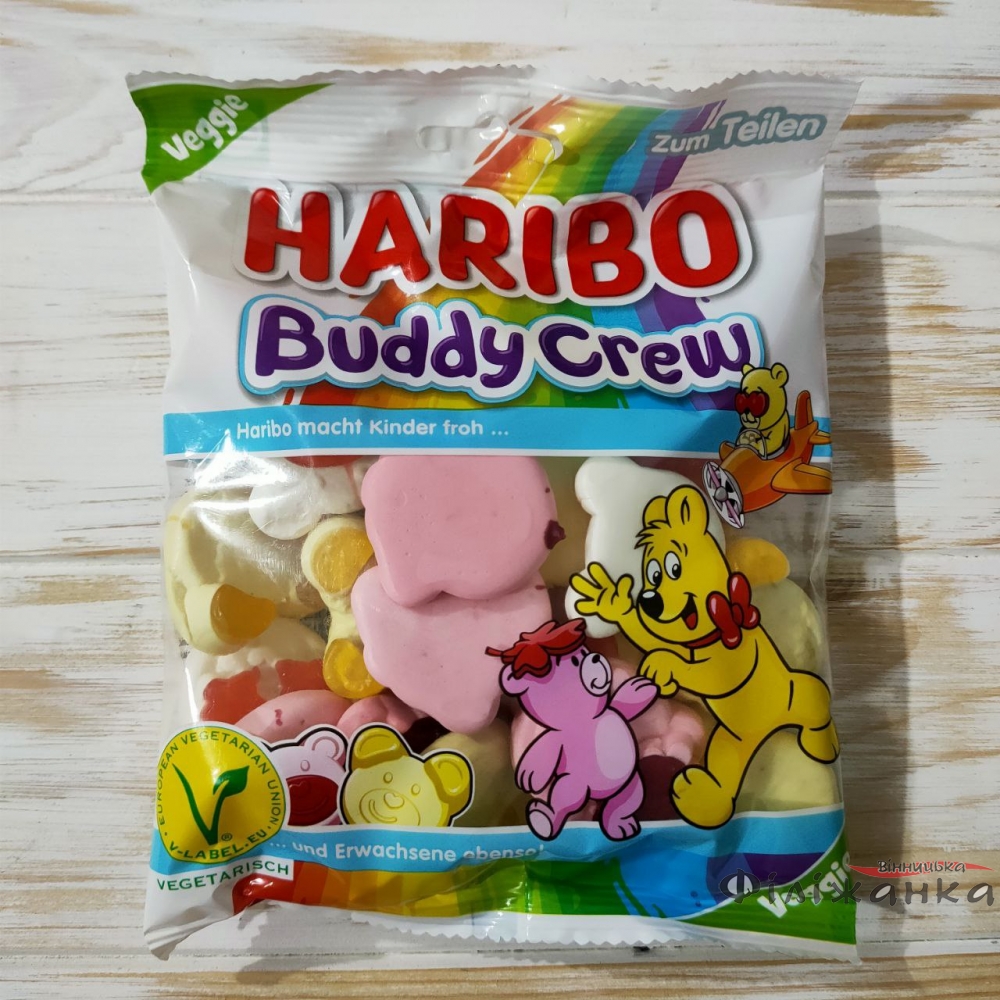 Veggie
Zum Teilen
HARIBO
Buddy Crew
Haribo macht Kinder froh ...
EUROPEAN VEGETARIAN UNION
V-LABEL.EU
VEGETARISCH
... und Erwachsene ebenso!
Veggie
Вінницька
Філіжанка